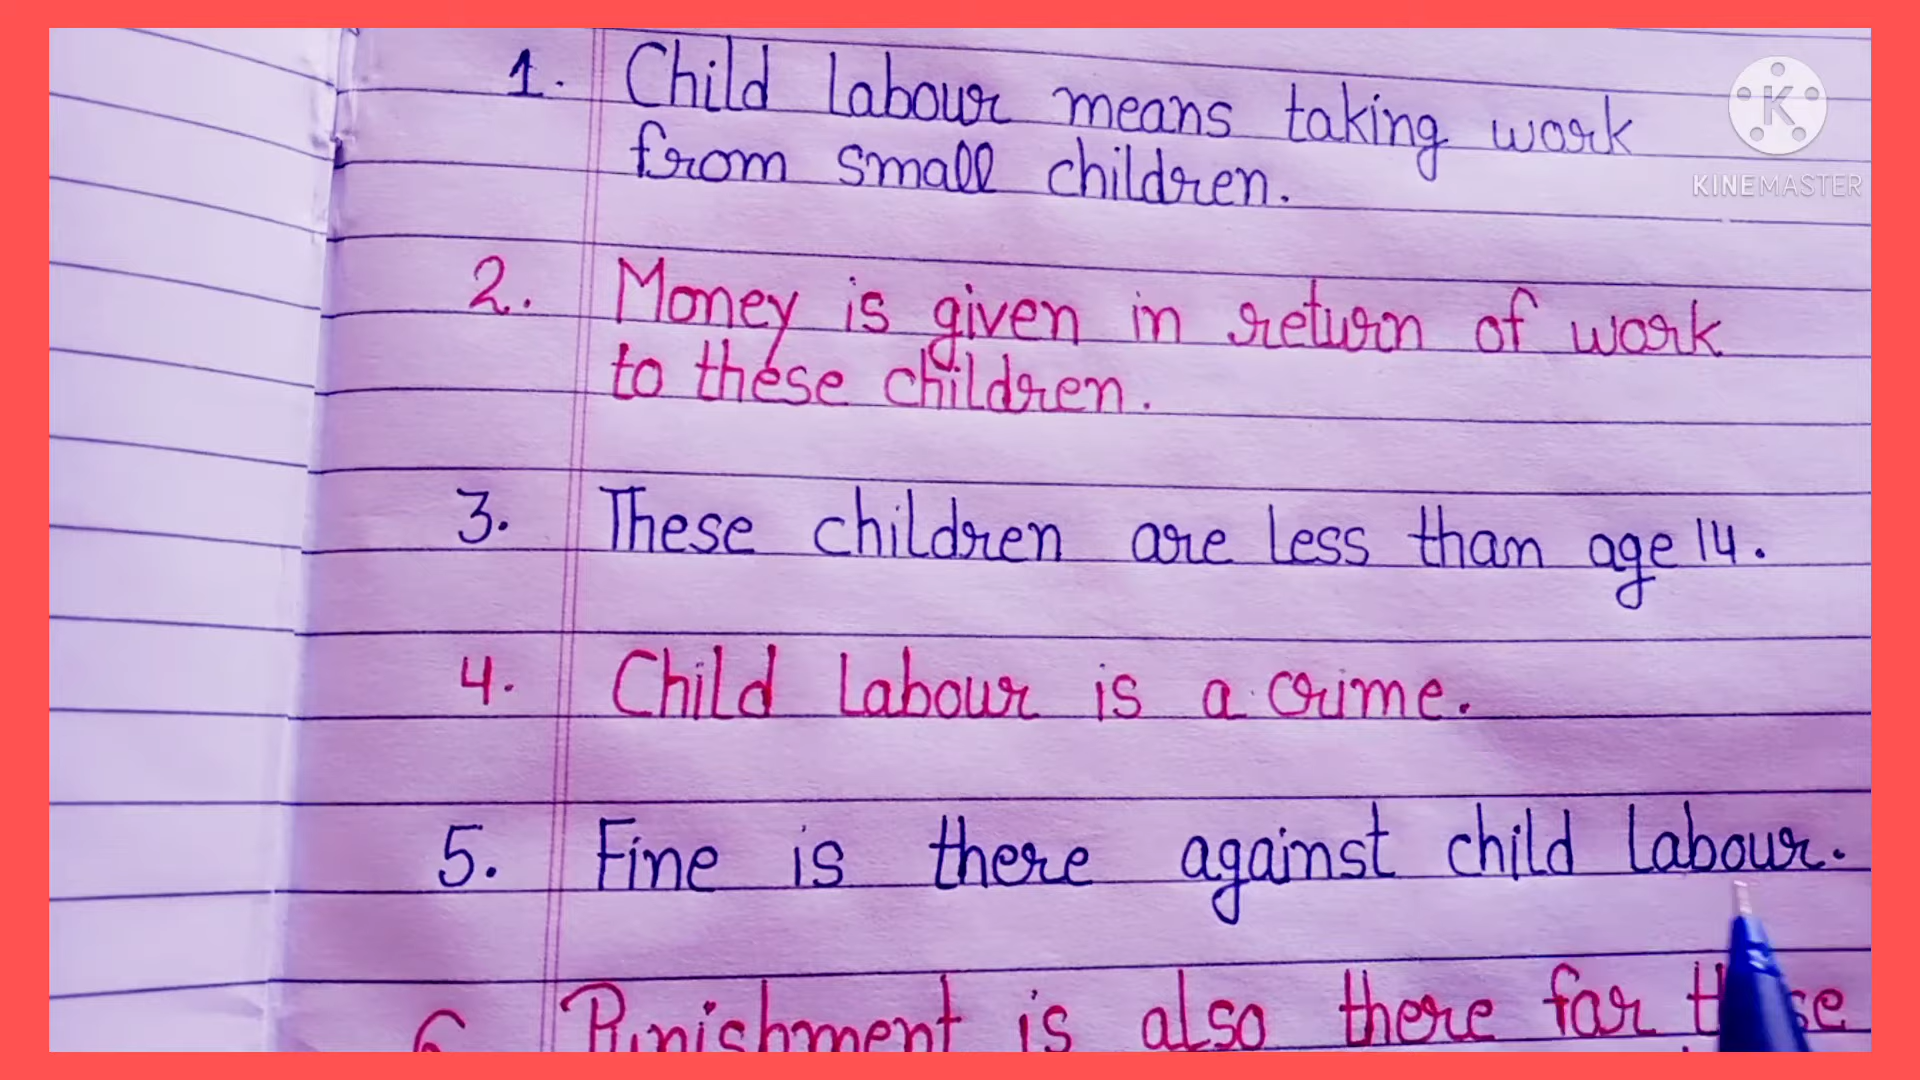 1. Child labour means taking work
from small children.
KINEMASTER
2. Money is given in return of work
to these children.
3. These children are less than age 14.
4. Child labour is a crime.
5. Fine is there against child labour.
6 Punishment is also there for